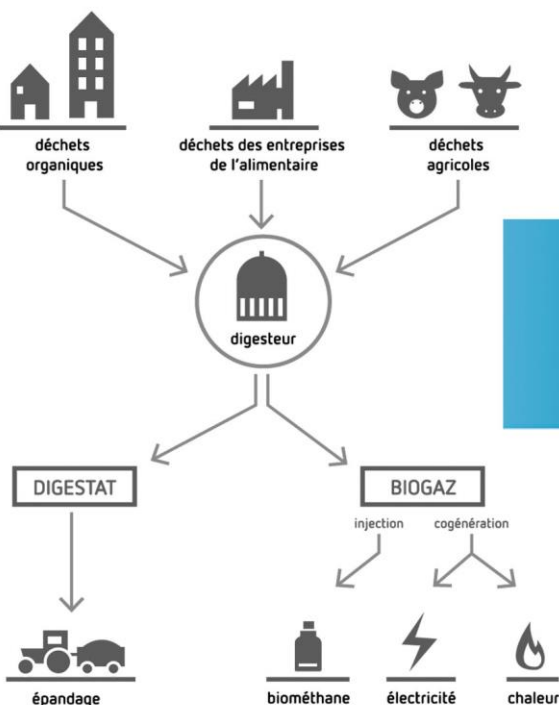 déchets
organiques
déchets des entreprises
de l'alimentaire
déchets
agricoles
digesteur
DIGESTAT
BIOGAZ
injection
cogénération
épandage
biométhane
électricité
chaleur